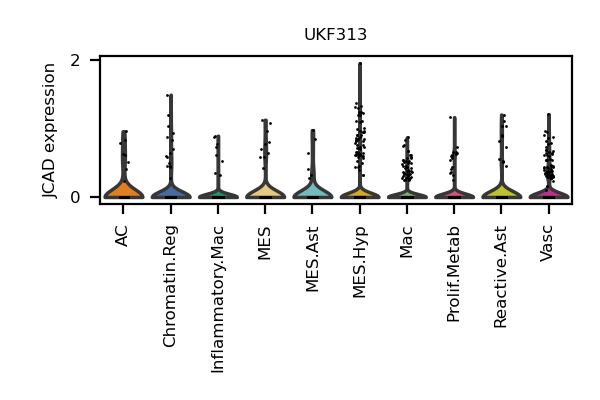 UKF313
JCAD expression
2
0
AC
Chromatin.Reg
Inflammatory.Mac
MES
MES.Ast
MES.Hyp
Mac
Prolif.Metab
Reactive.Ast
Vasc